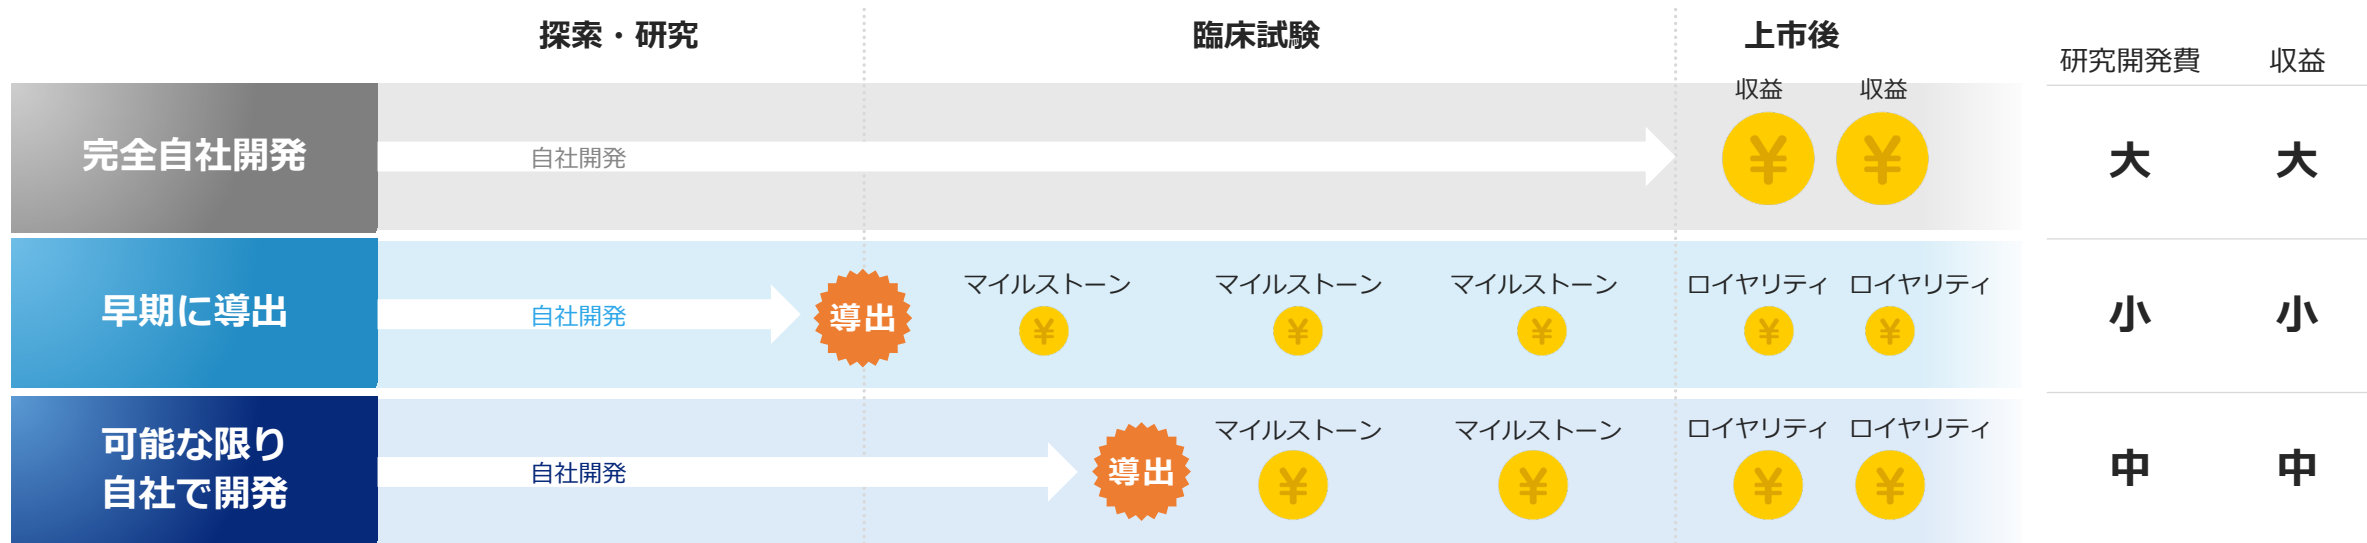 探索・研究
臨床試験
上市後
研究開発費
収益
完全自社開発
自社開発
収益
収益
¥
¥
大
大
早期に導出
自社開発
導出
マイルストーン
マイルストーン
マイルストーン
ロイヤリティ
ロイヤリティ
¥
¥
¥
¥
¥
小
小
可能な限り
自社で開発
自社開発
導出
マイルストーン
マイルストーン
ロイヤリティ
ロイヤリティ
¥
¥
¥
¥
中
中